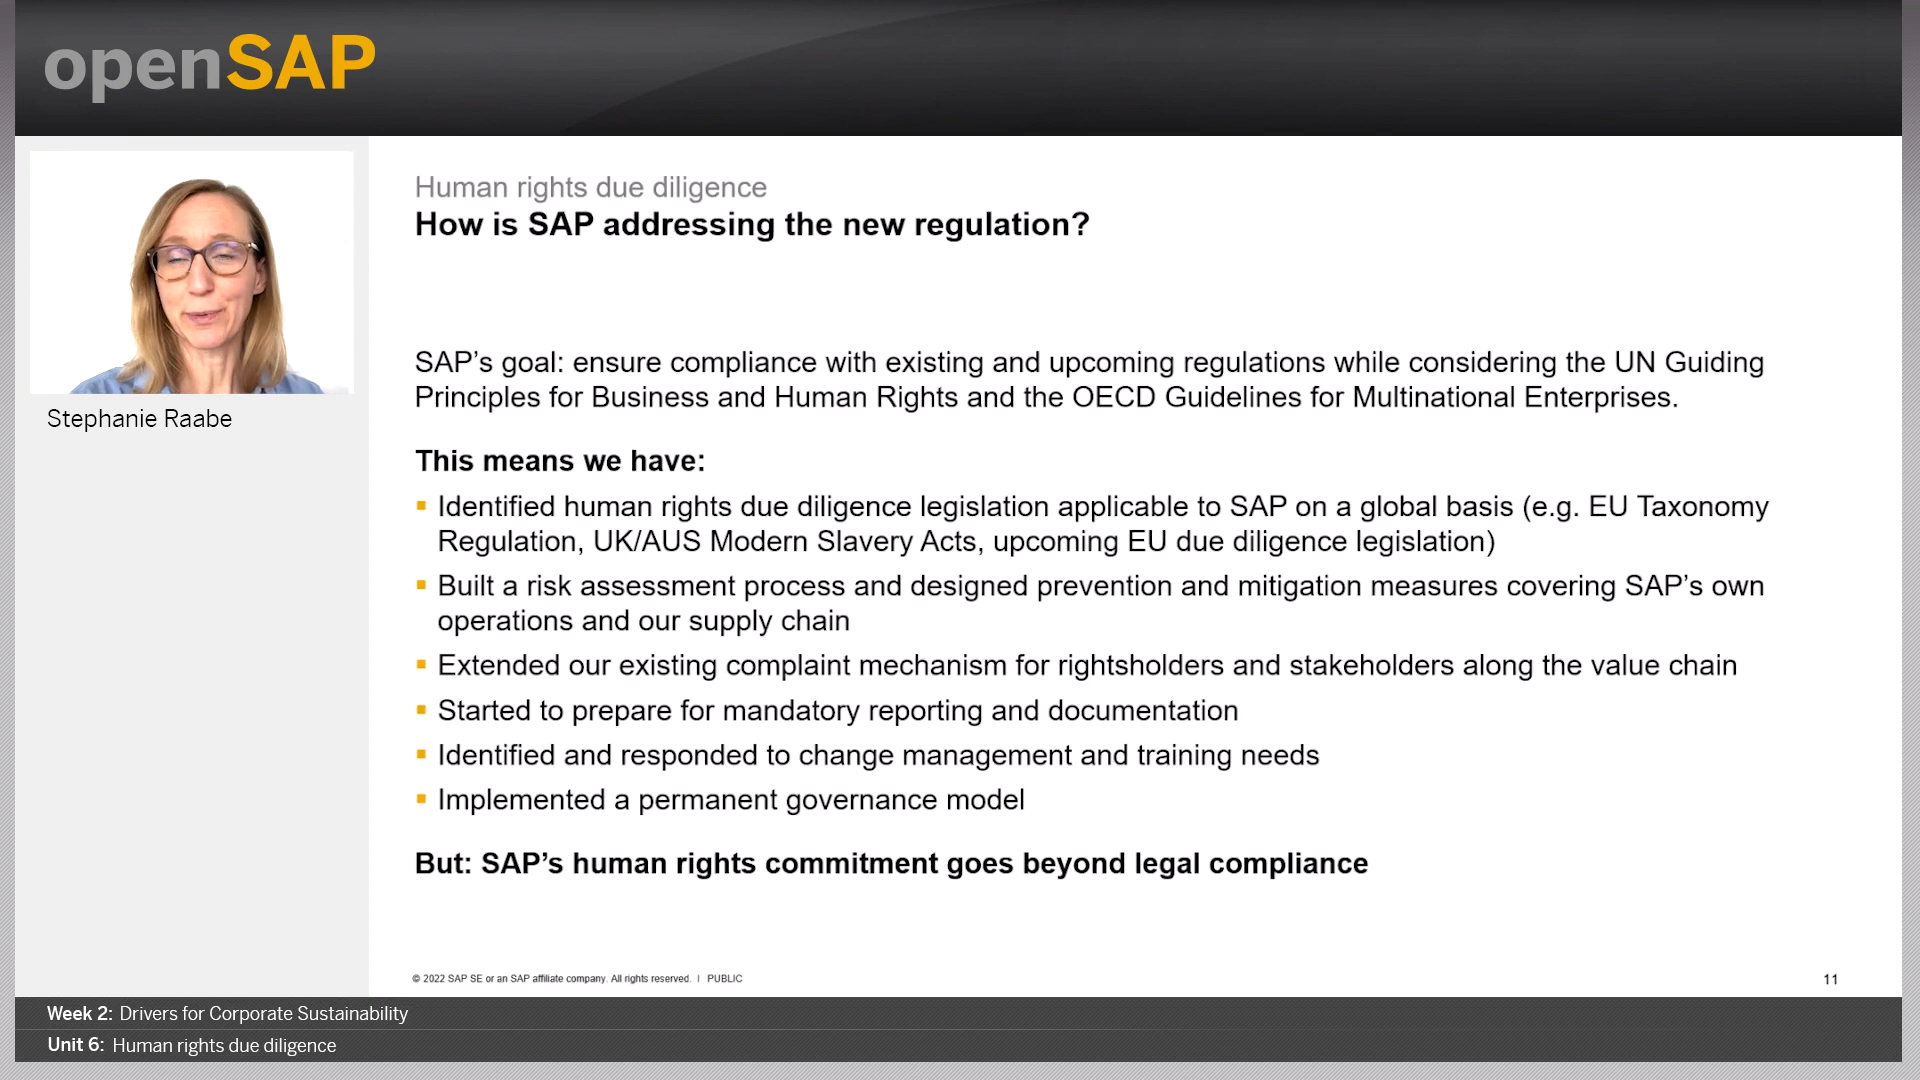 openSAP
Stephanie Raabe
Human rights due diligence
How is SAP addressing the new regulation?
SAP’s goal: ensure compliance with existing and upcoming regulations while considering the UN Guiding
Principles for Business and Human Rights and the OECD Guidelines for Multinational Enterprises.
This means we have:
▪ Identified human rights due diligence legislation applicable to SAP on a global basis (e.g. EU Taxonomy
Regulation, UK/AUS Modern Slavery Acts, upcoming EU due diligence legislation)
▪ Built a risk assessment process and designed prevention and mitigation measures covering SAP’s own
operations and our supply chain
▪ Extended our existing complaint mechanism for rightsholders and stakeholders along the value chain
▪ Started to prepare for mandatory reporting and documentation
▪ Identified and responded to change management and training needs
▪ Implemented a permanent governance model
But: SAP’s human rights commitment goes beyond legal compliance
© 2022 SAP SE or an SAP affiliate company. All rights reserved. | PUBLIC
11
Week 2: Drivers for Corporate Sustainability
Unit 6: Human rights due diligence